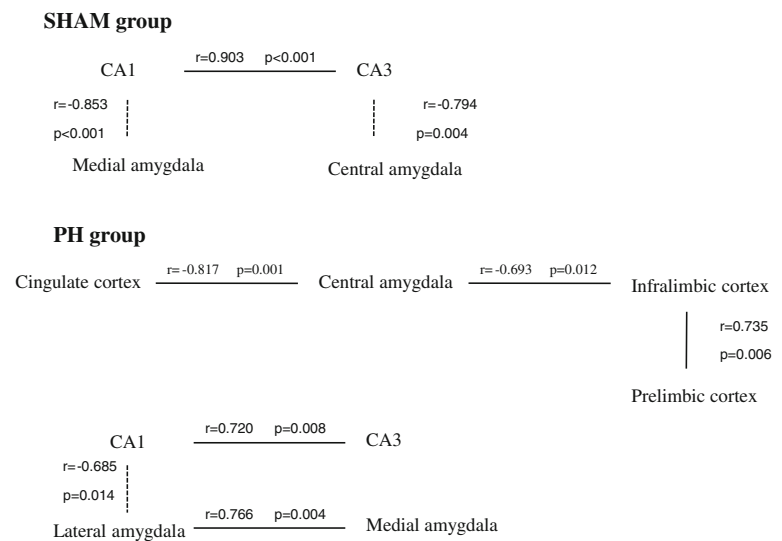 SHAM group
r=0.903 p<0.001
CA1 CA3
r=-0.853 r=-0.794
p<0.001 p=0.004
Medial amygdala Central amygdala
PH group
r= -0.817 p=0.001 r= -0.693 p=0.012
Cingulate cortex Central amygdala Infralimbic cortex
r=0.735
p=0.006
Prelimbic cortex
r=0.720 p=0.008
CA1 CA3
r=-0.685
p=0.014
r=0.766 p=0.004
Lateral amygdala Medial amygdala